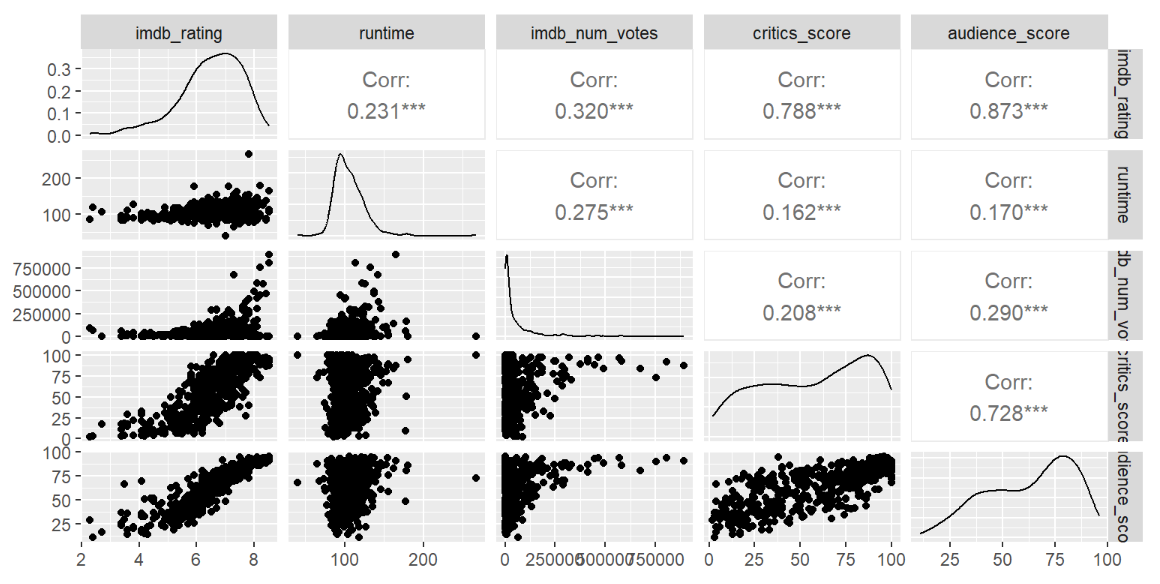 imdb_rating runtime imdb_num_votes critics_score audience_score
0.3
0.2
0.1
0.0
Corr:
0.231***
Corr:
0.320***
Corr:
0.788***
Corr:
0.873***
imdb_rating
200
100
Corr:
0.275***
Corr:
0.162***
Corr:
0.170***
runtime
750000
500000
250000
0
Corr:
0.208***
Corr:
0.290***
db_num_vo
100
75
50
25
0
Corr:
0.728***
critics_score
100
75
50
25
dience_sco
2 4 6 8
100 200
0 250000 500000 750000
0 25 50 75 100
25 50 75 100